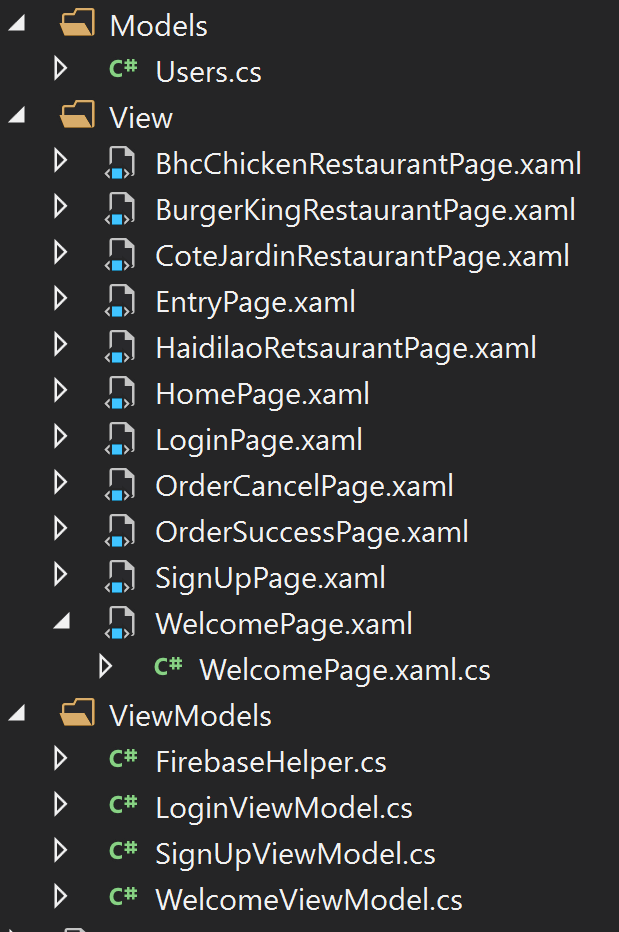 Models
C# Users.cs
View
BhcChickenRestaurantPage.xaml
BurgerKingRestaurantPage.xaml
CoteJardinRestaurantPage.xaml
EntryPage.xaml
HaidilaoRetsaurantPage.xaml
HomePage.xaml
LoginPage.xaml
OrderCancelPage.xaml
OrderSuccessPage.xaml
SignUpPage.xaml
WelcomePage.xaml
C# WelcomePage.xaml.cs
ViewModels
C# FirebaseHelper.cs
C# LoginViewModel.cs
C# SignUpViewModel.cs
C# WelcomeViewModel.cs